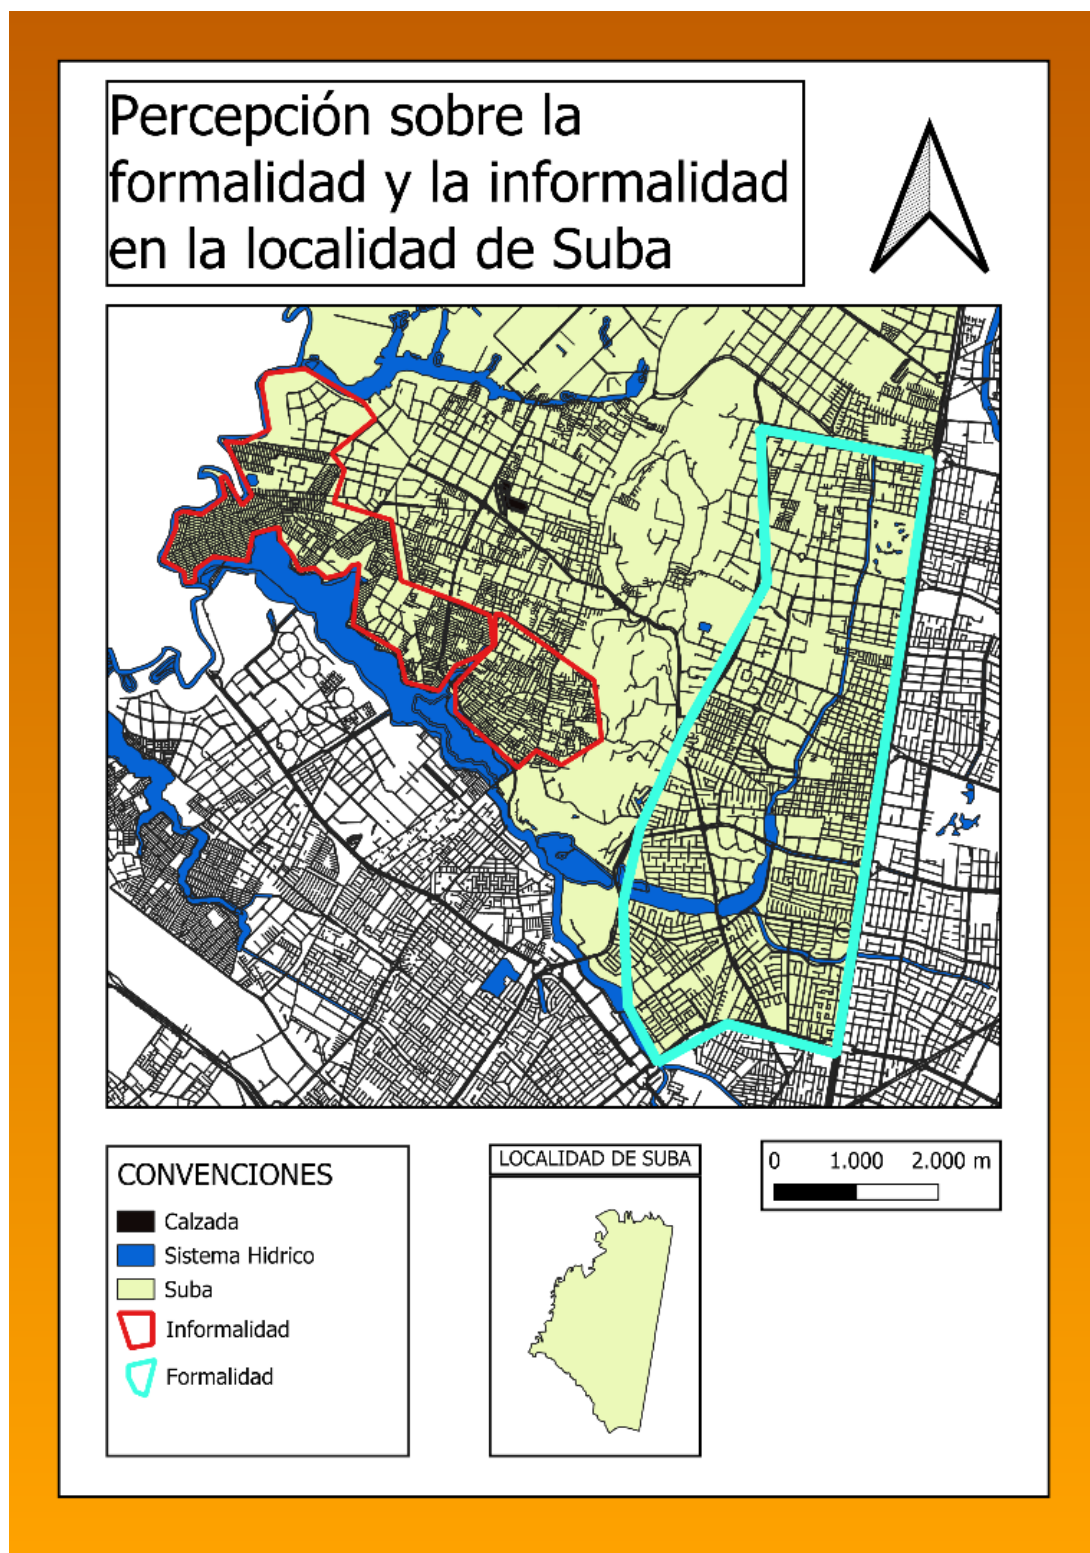 Percepción sobre la
formalidad y la informalidad
en la localidad de Suba
CONVENCIONES
Calzada
Sistema Hidrico
Suba
Informalidad
Formalidad
LOCALIDAD DE SUBA
0 1.000 2.000 m